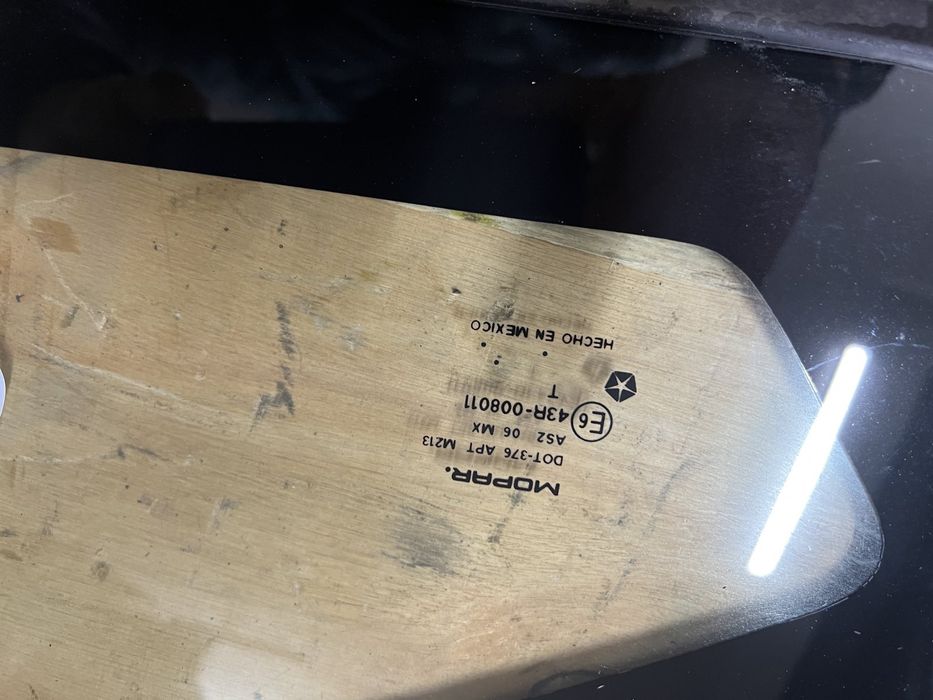 MOPAR.
DOT-376 APT M213
AS2 06 MX
E6 43R-008011
T
HECHO EN MEXICO